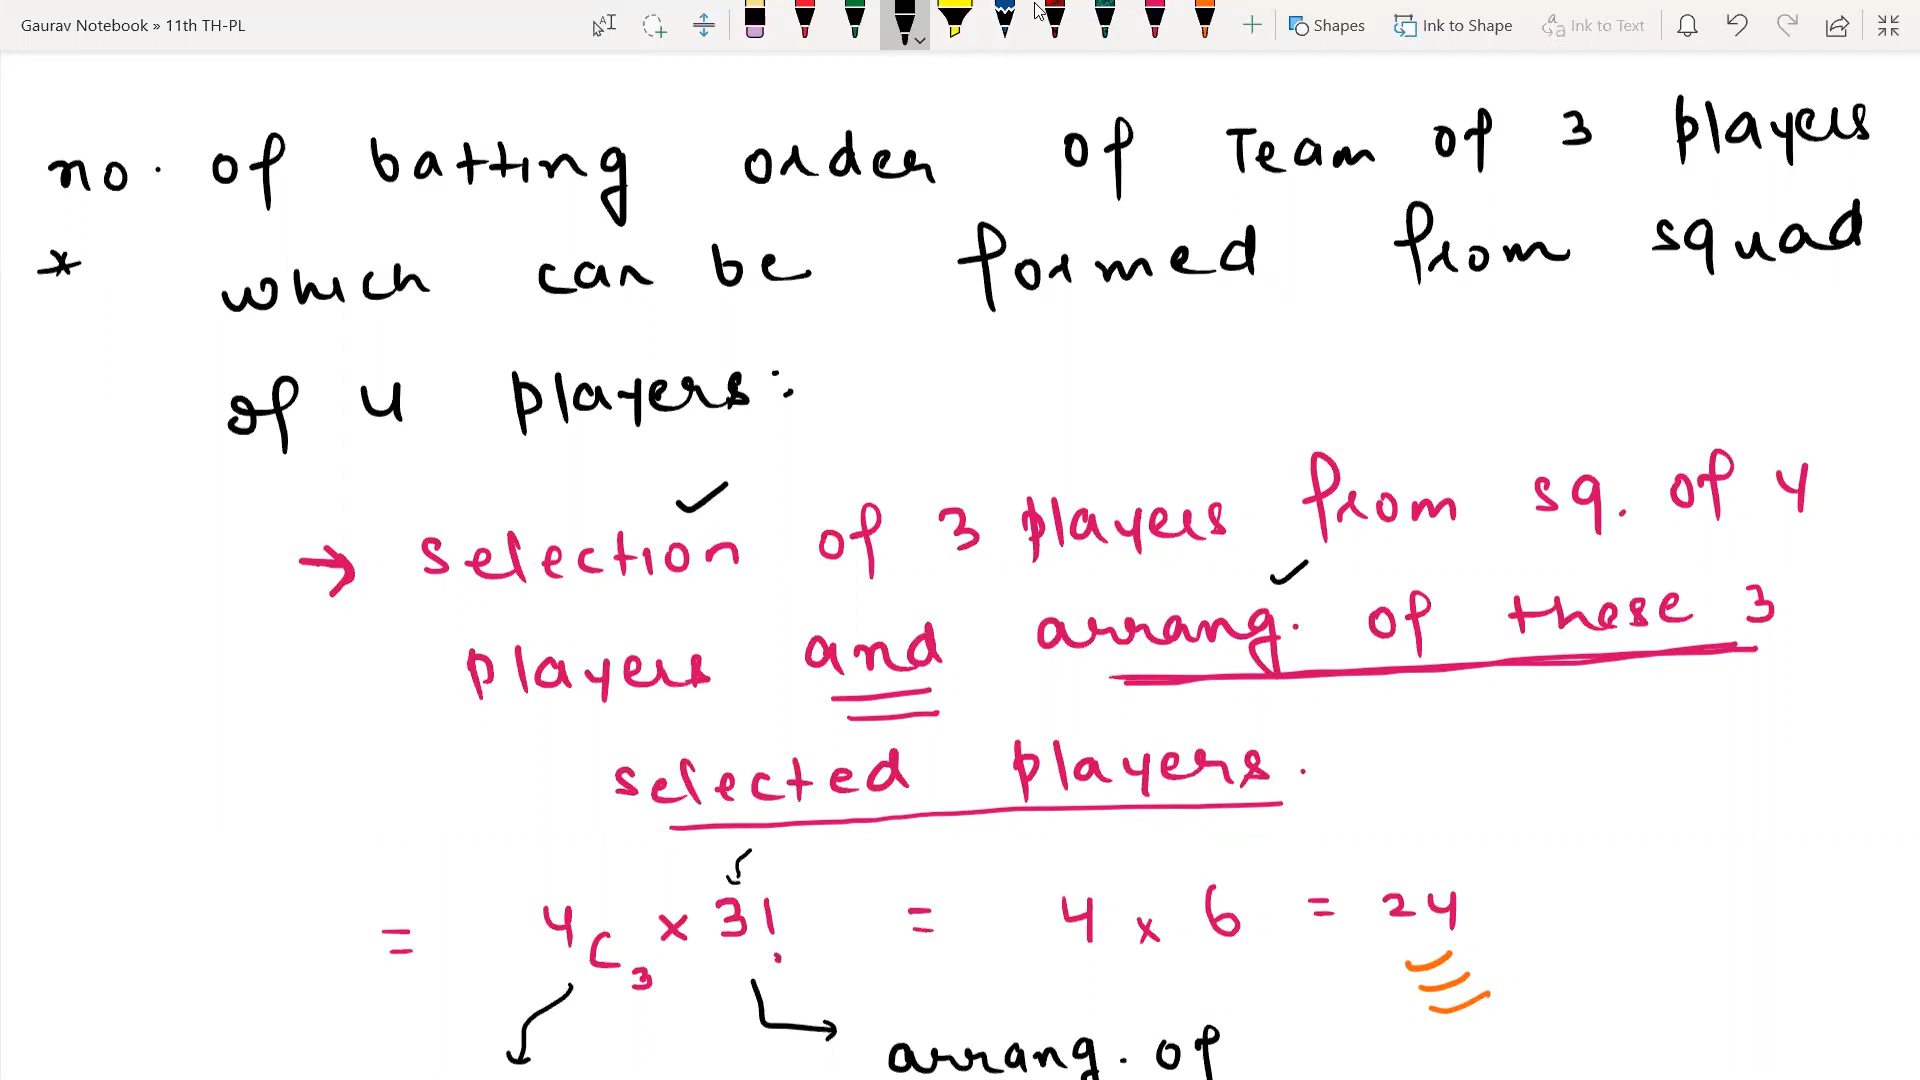 Gaurav Notebook » 11th TH-PL
Shapes
Ink to Shape
Ink to Text
no. of batting order of Team of 3 players
* which can be formed from squad
of 4 players:
→ selection of 3 players from sq. of 4
players and arrang. of these 3
selected players.
= 4C3 x 3! = 4 x 6 = 24
arrang. of